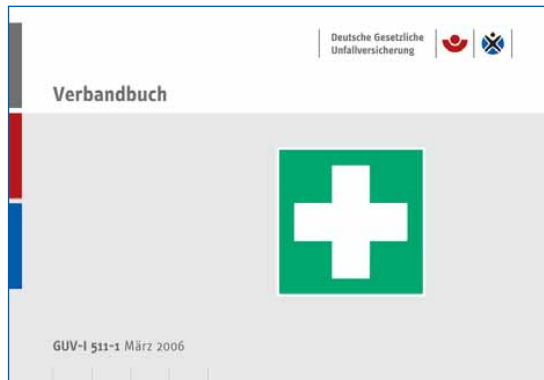 Deutsche Gesetzliche
Unfallversicherung
Verbandbuch
GUV-I 511-1 März 2006